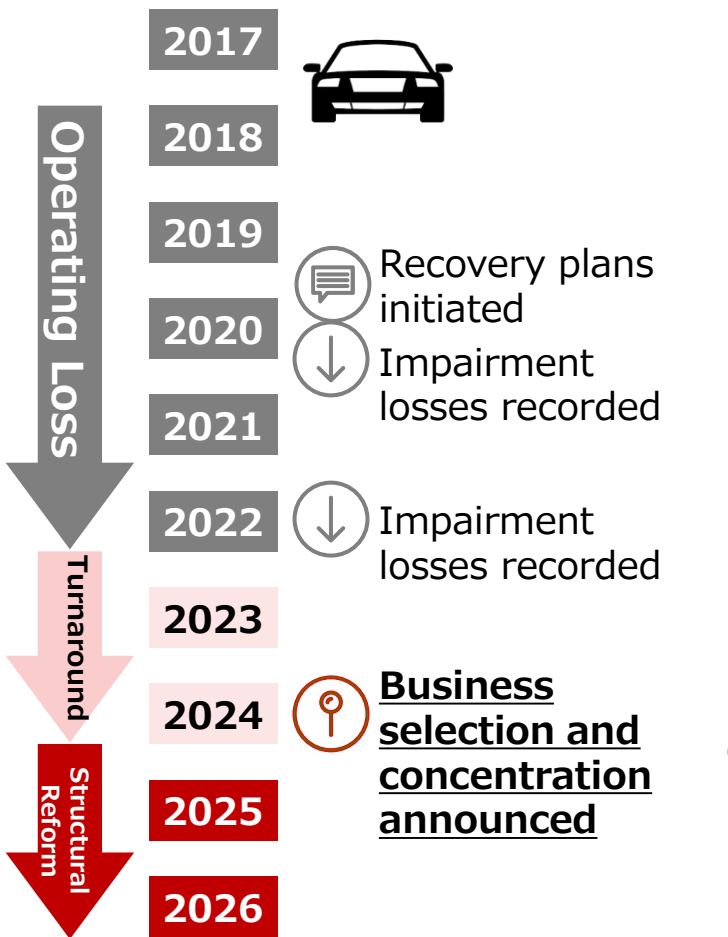 2017
Operating Loss
2018
2019
Recovery plans
initiated
2020
Impairment
losses recorded
2021
2022
Impairment
losses recorded
Turnaround
2023
2024
Business
selection and
concentration
announced
Structural
Reform
2025
2026